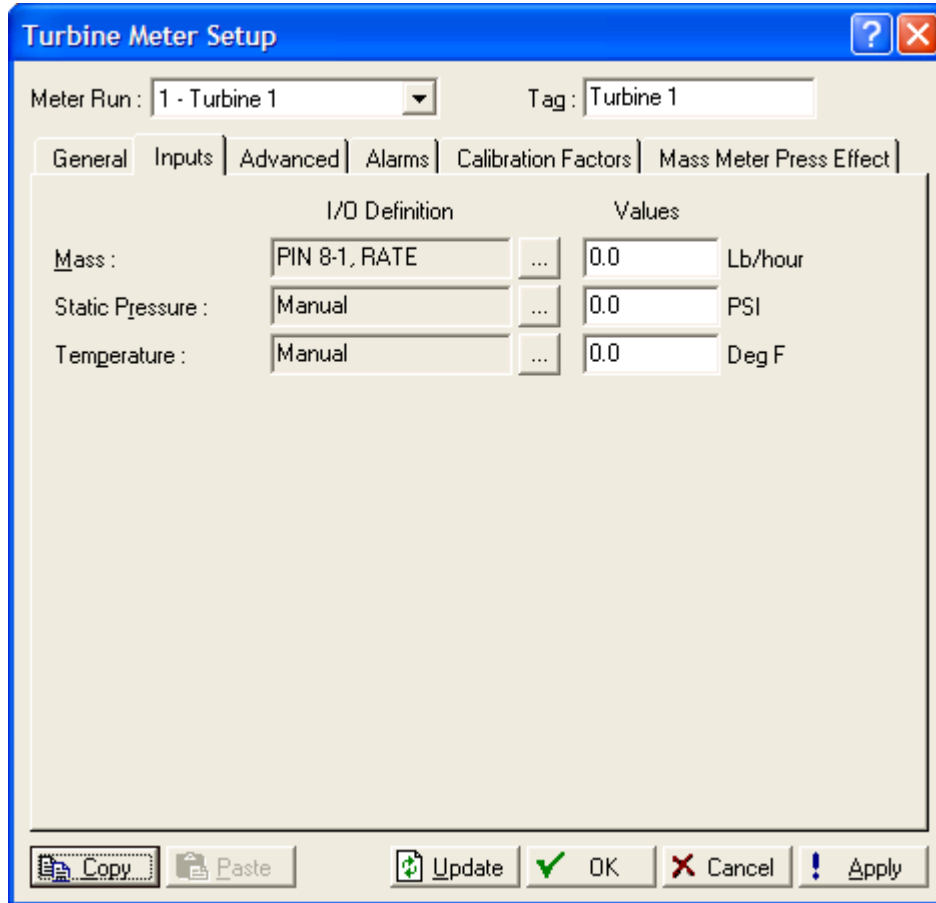 Turbine Meter Setup
Meter Run : 1 - Turbine 1 Tag : Turbine 1
General Inputs Advanced Alarms Calibration Factors Mass Meter Press Effect
I/O Definition Values
Mass : PIN 8-1, RATE ... 0.0 Lb/hour
Static Pressure : Manual ... 0.0 PSI
Temperature : Manual ... 0.0 Deg F
Copy Paste Update OK Cancel ! Apply